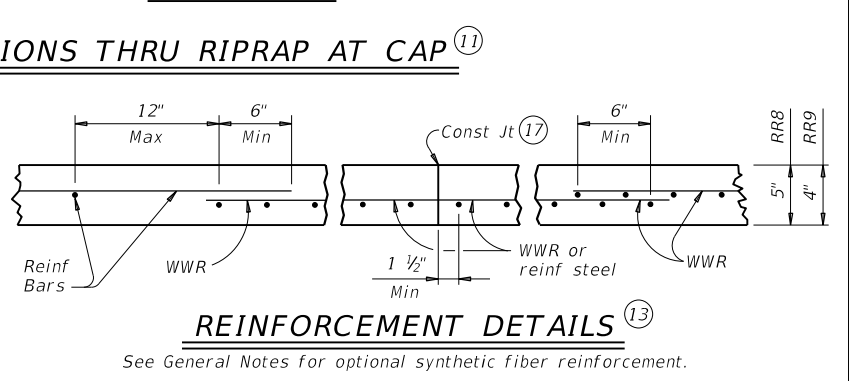 IONS THRU RIPRAP AT CAP 11
12" 6" 6" RR8 RR9
Max Min Const Jt 17 Min
5" 4"
Reinf
Bars
WWR
1 ½"
Min
WWR or
reinf steel
WWR
REINFORCEMENT DETAILS 13
See General Notes for optional synthetic fiber reinforcement.